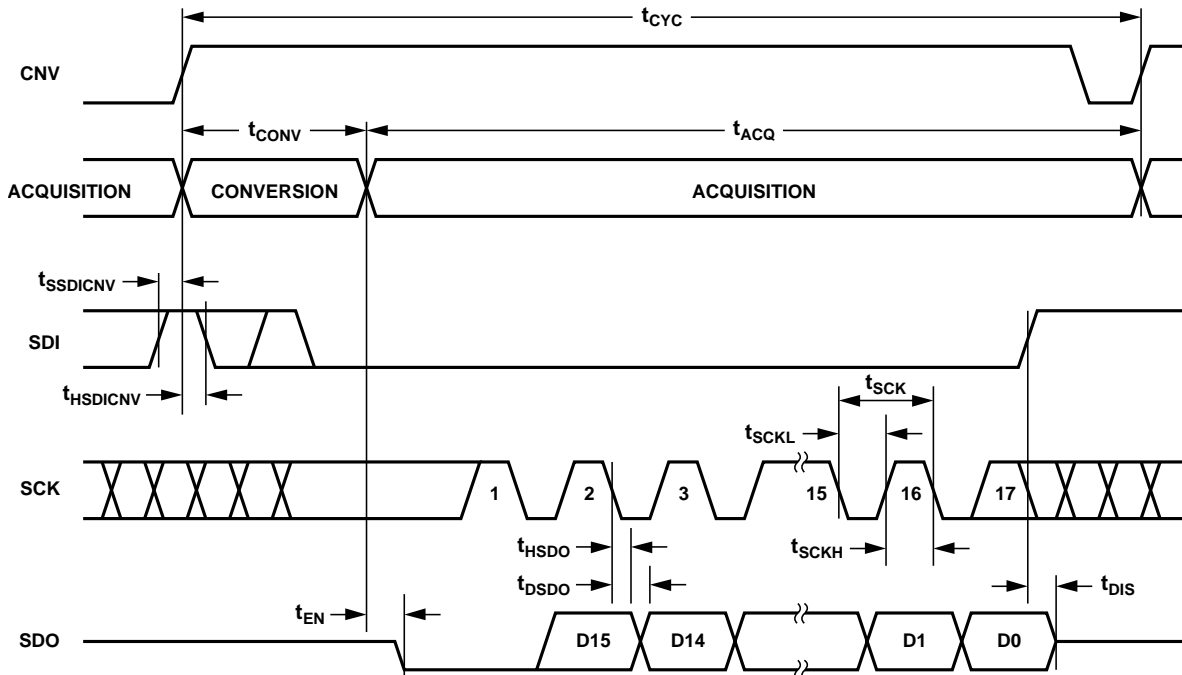 tCYC
CNV
tCONV
tACQ
ACQUISITION
CONVERSION
ACQUISITION
tSSDICNV
SDI
tHSDICNV
tSCK
tSCKL
SCK
1
2
3
15
16
17
tHSDO
tSCKH
tDSDO
tDIS
tEN
SDO
D15
D14
D1
D0